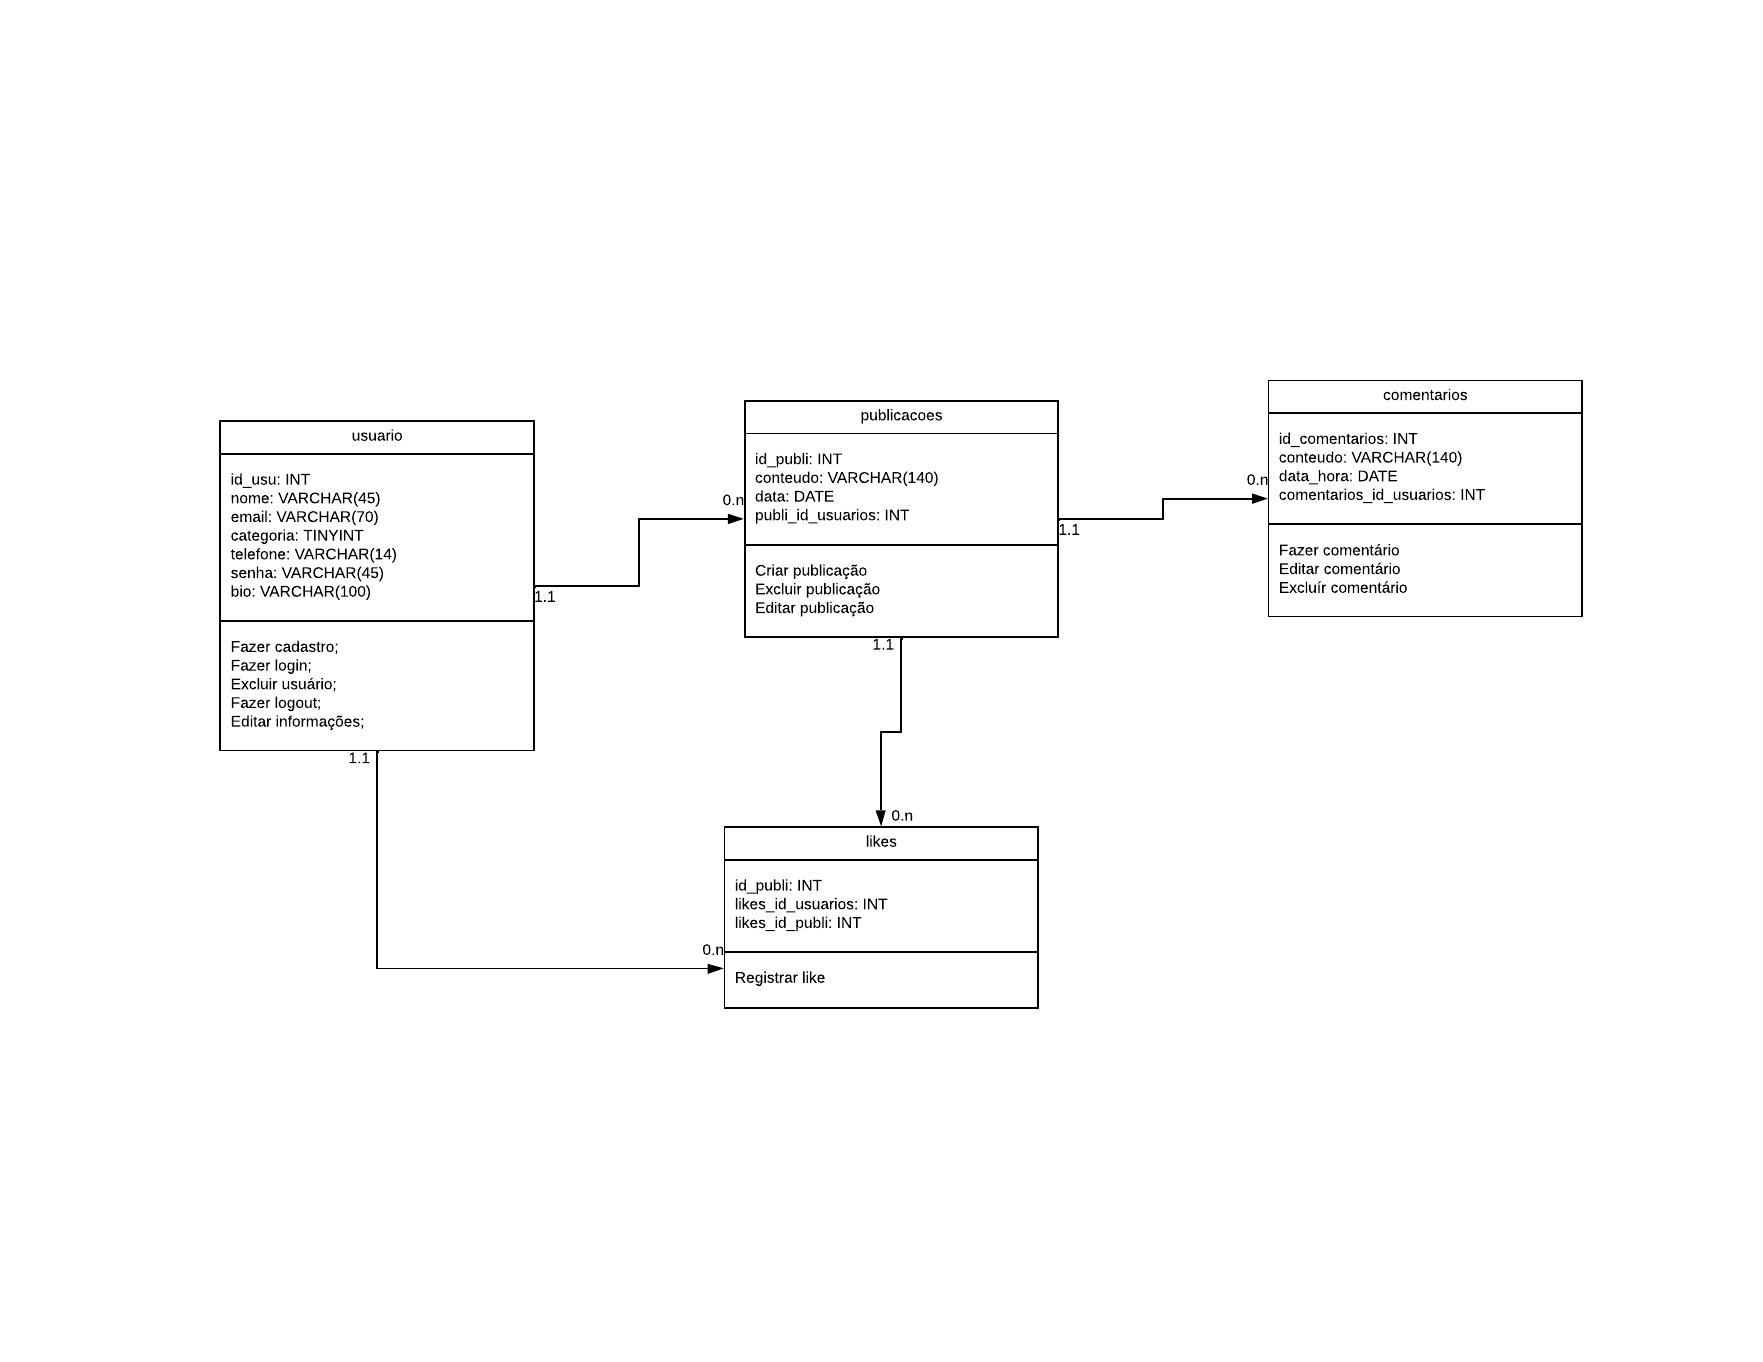 usuario
id_usu: INT
nome: VARCHAR(45)
email: VARCHAR(70)
categoria: TINYINT
telefone: VARCHAR(14)
senha: VARCHAR(45)
bio: VARCHAR(100)
Fazer cadastro;
Fazer login;
Excluir usuário;
Fazer logout;
Editar informações;
1.1
1.1
0.n
publicacoes
id_publi: INT
conteudo: VARCHAR(140)
data: DATE
publi_id_usuarios: INT
Criar publicação
Excluir publicação
Editar publicação
1.1
1.1
0.n
comentarios
id_comentarios: INT
conteudo: VARCHAR(140)
data_hora: DATE
comentarios_id_usuarios: INT
Fazer comentário
Editar comentário
Excluír comentário
0.n
0.n
likes
id_publi: INT
likes_id_usuarios: INT
likes_id_publi: INT
Registrar like